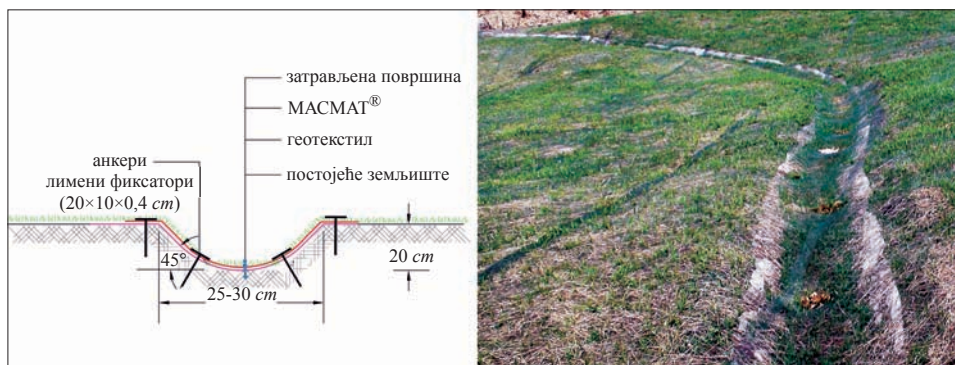 затрављена површина
МАСМАТ®
геотекстил
постојеће земљиште
анкери
лимени фиксатори
(20×10×0,4 cm)
45°
20 cm
25-30 cm